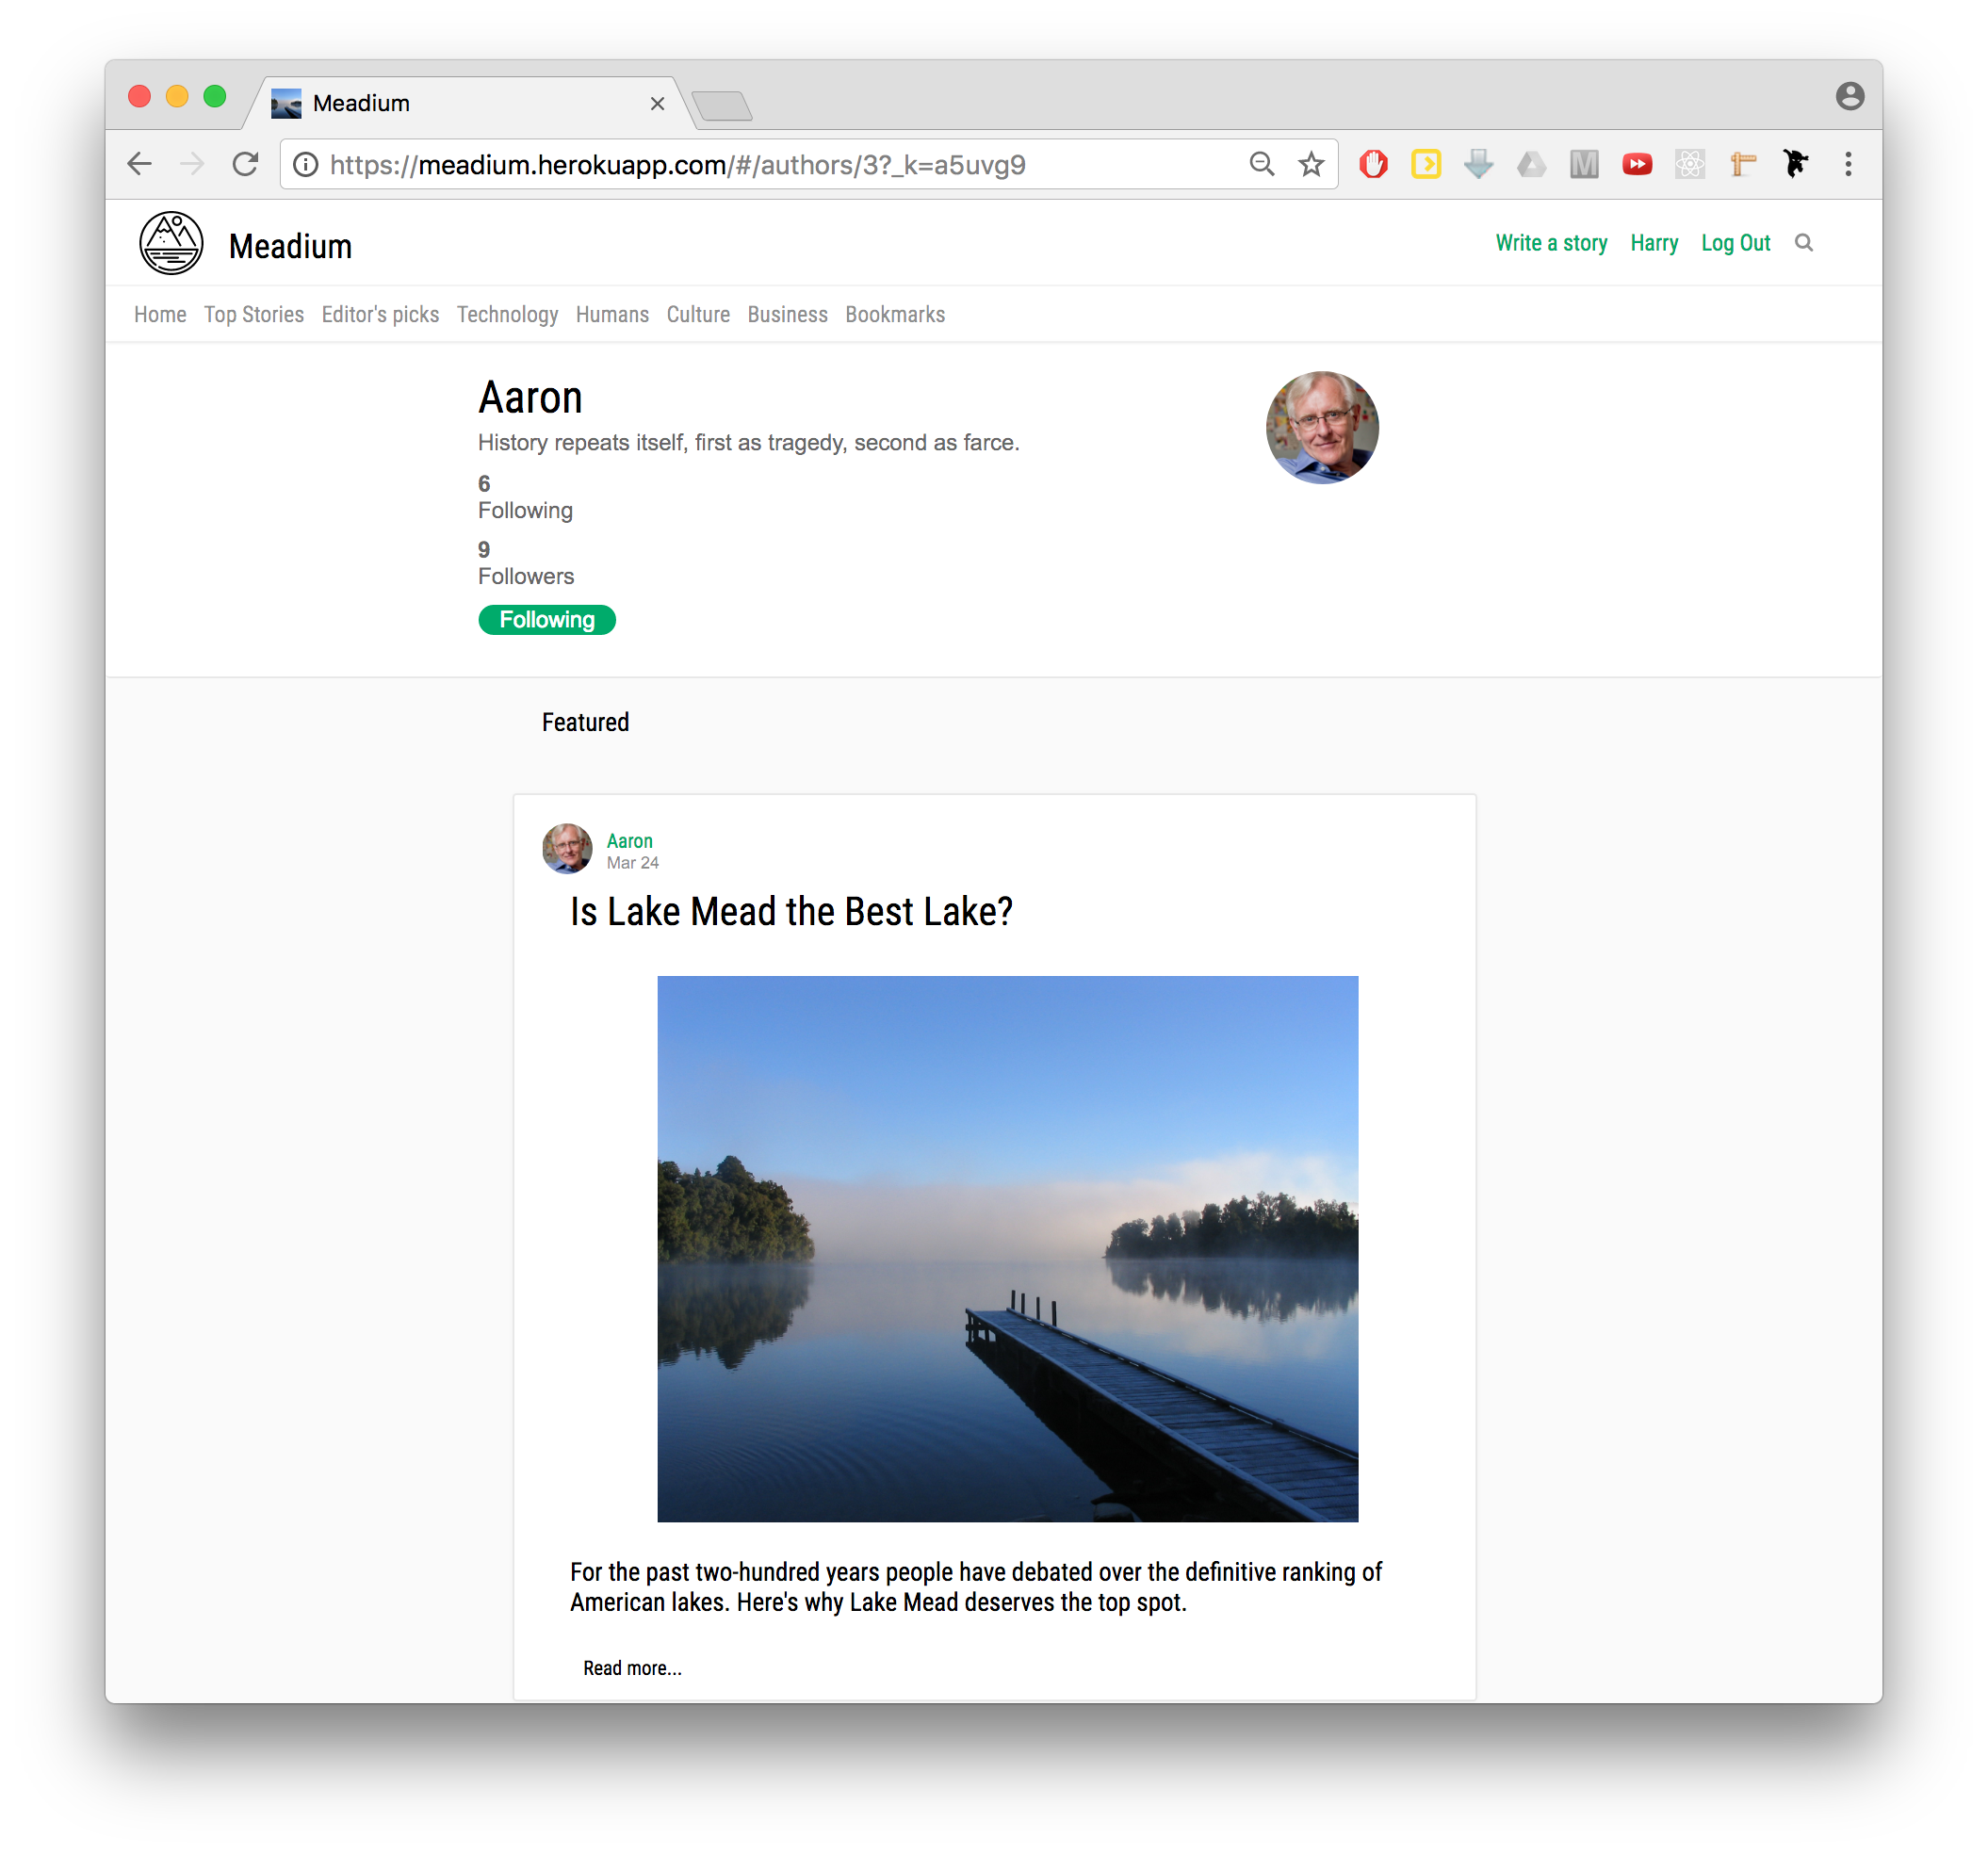 Meadium
https://meadium.herokuapp.com/#/authors/3?_k=a5uvg9
M
Meadium
Write a story Harry Log Out
Home Top Stories Editor's picks Technology Humans Culture Business Bookmarks
Aaron
History repeats itself, first as tragedy, second as farce.
6
Following
9
Followers
Following
Featured
Aaron
Mar 24
Is Lake Mead the Best Lake?
For the past two-hundred years people have debated over the definitive ranking of
American lakes. Here's why Lake Mead deserves the top spot.
Read more...